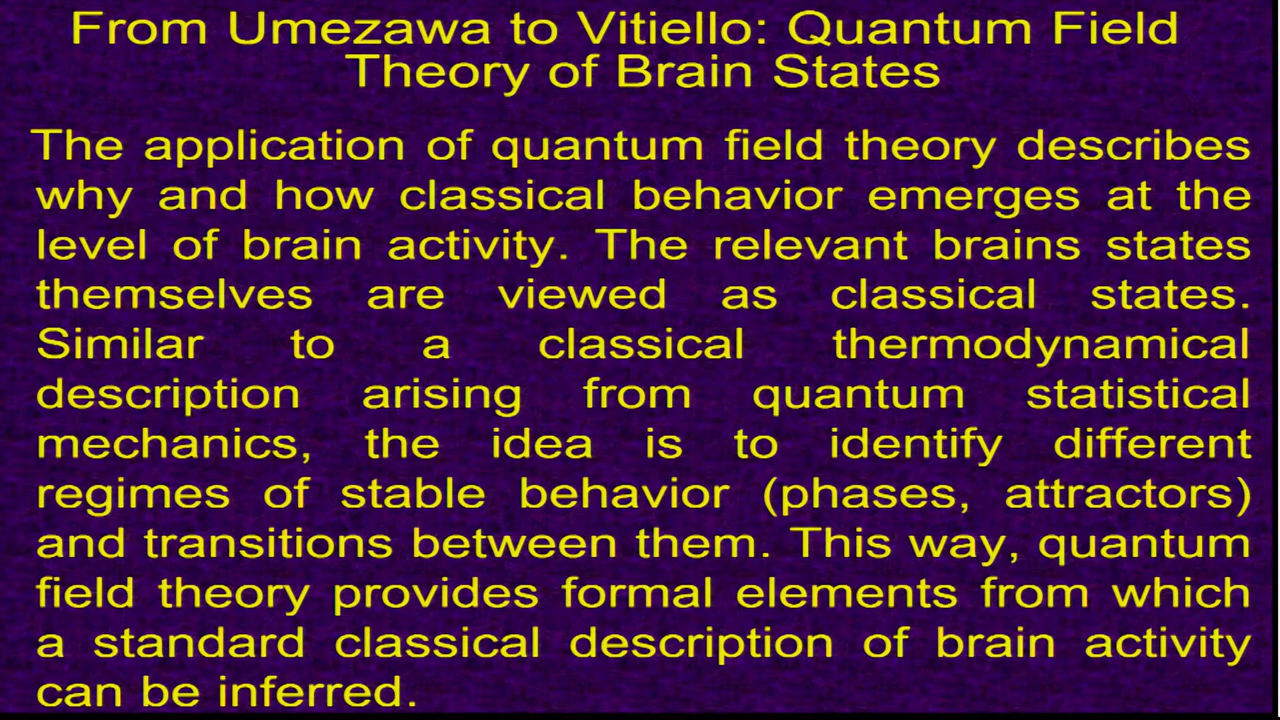 From Umezawa to Vitiello: Quantum Field
Theory of Brain States
The application of quantum field theory describes
why and how classical behavior emerges at the
level of brain activity. The relevant brains states
themselves are viewed as classical states.
Similar to a classical thermodynamical
description arising from quantum statistical
mechanics, the idea is to identify different
regimes of stable behavior (phases, attractors)
and transitions between them. This way, quantum
field theory provides formal elements from which
a standard classical description of brain activity
can be inferred.